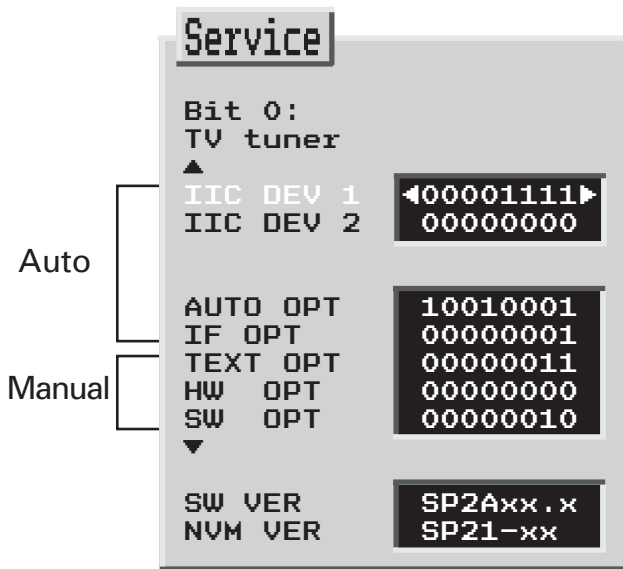 Service
Bit 0:
TV tuner
▲
IIC DEV 1 ◀00001111▶
IIC DEV 2 00000000
Auto
AUTO OPT 10010001
IF OPT 00000001
TEXT OPT 00000011
Manual
HW OPT 00000000
SW OPT 00000010
▼
SW VER SP2Axx.x
NVM VER SP21-xx